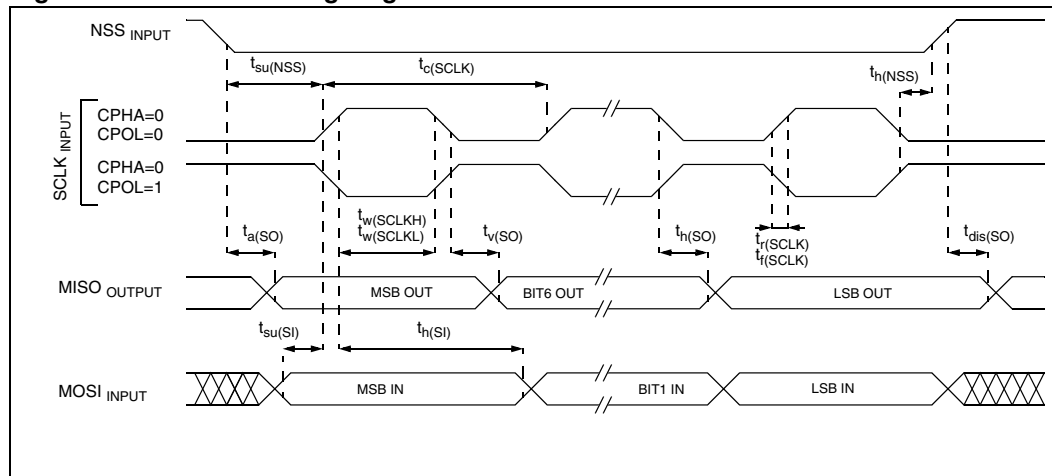 NSS INPUT
tsu(NSS)
tc(SCLK)
th(NSS)
SCLK INPUT
CPHA=0
CPOL=0
CPHA=0
CPOL=1
ta(SO)
tw(SCLKH)
tw(SCLKL)
tv(SO)
th(SO)
tr(SCLK)
tf(SCLK)
tdis(SO)
MISO OUTPUT
MSB OUT
BIT6 OUT
LSB OUT
tsu(SI)
th(SI)
MOSI INPUT
MSB IN
BIT1 IN
LSB IN